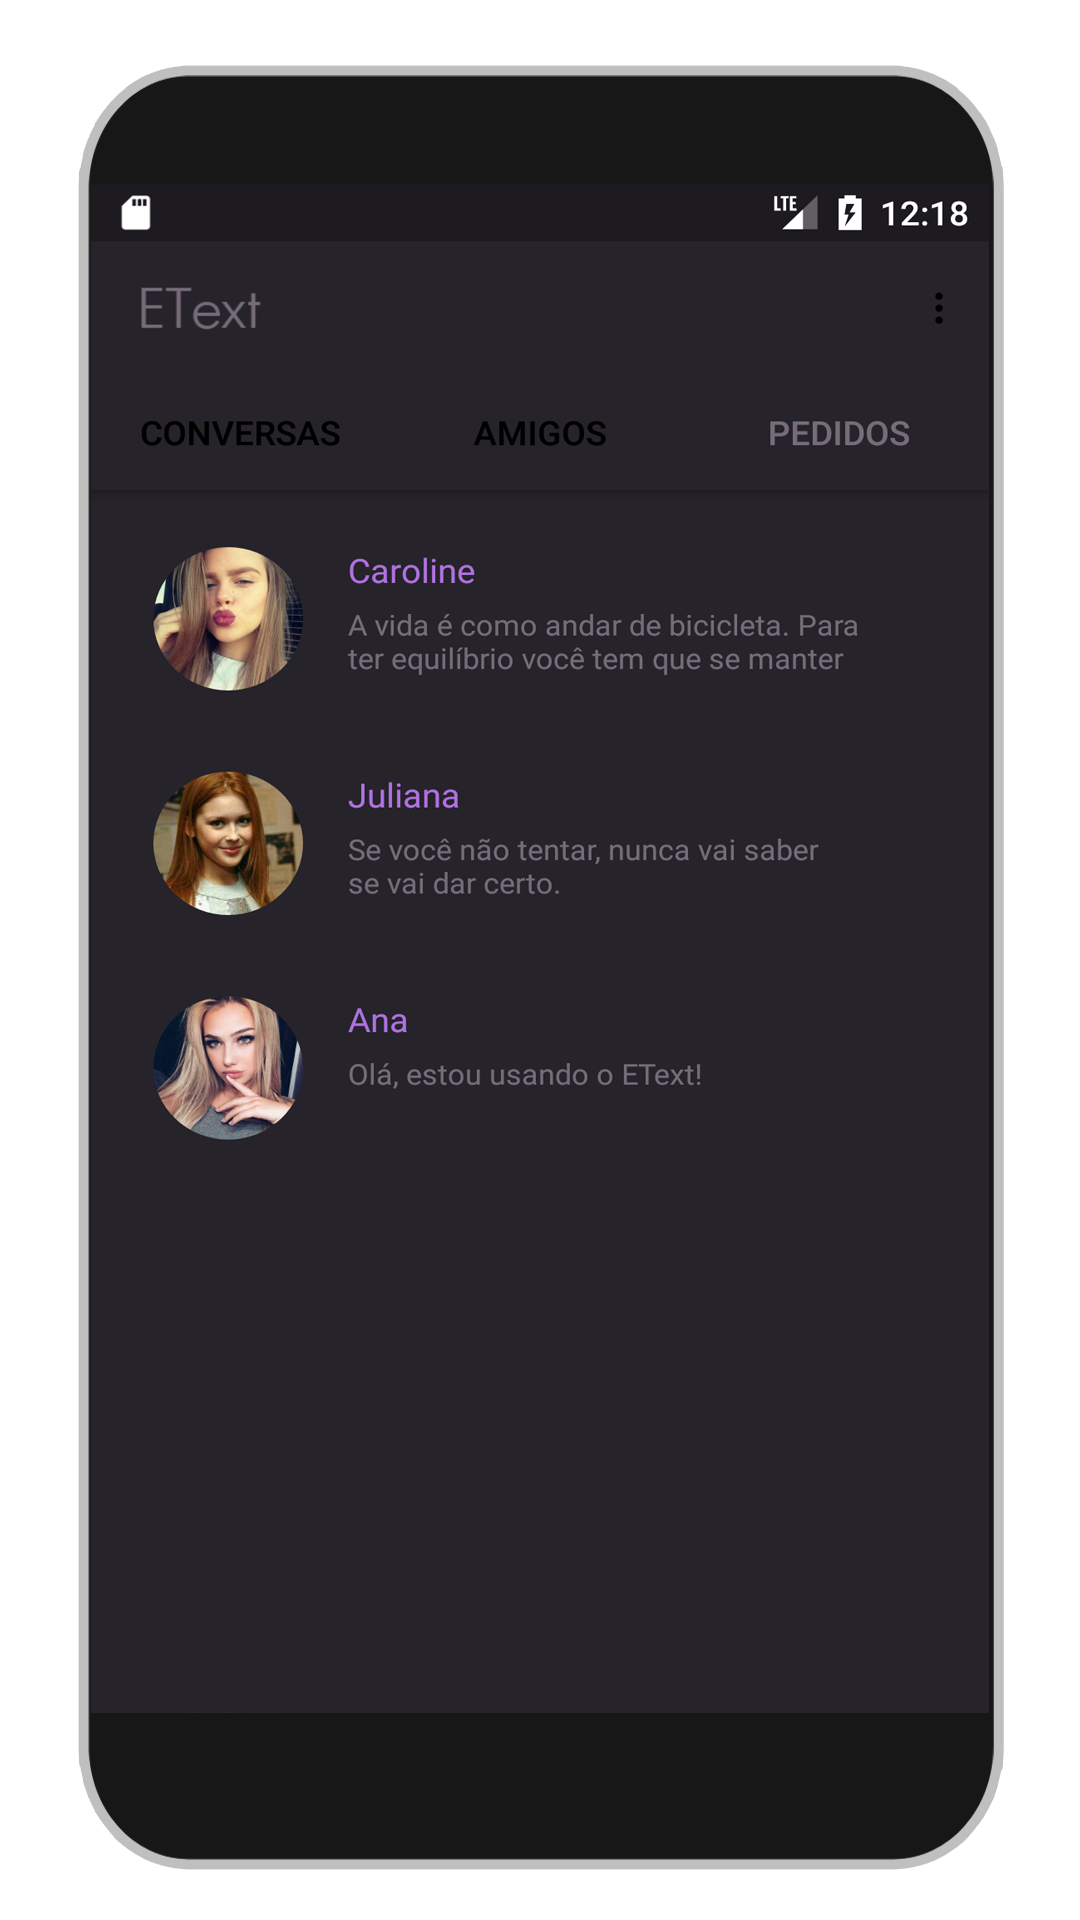 LTE 12:18
EText
CONVERSAS AMIGOS PEDIDOS
Caroline
A vida é como andar de bicicleta. Para
ter equilíbrio você tem que se manter
Juliana
Se você não tentar, nunca vai saber
se vai dar certo.
Ana
Olá, estou usando o EText!